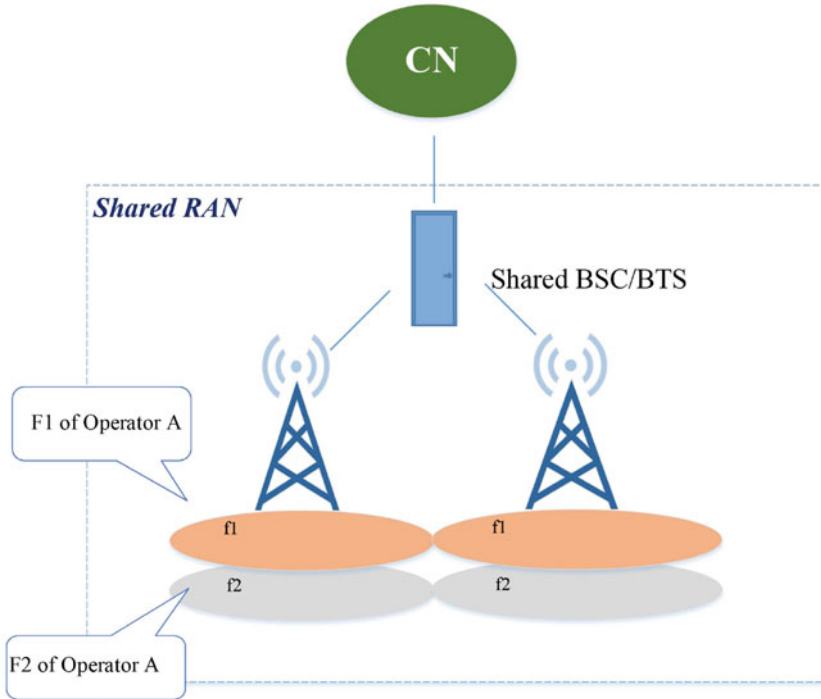 CN
Shared RAN
Shared BSC/BTS
F1 of Operator A
f1
f1
f2
f2
F2 of Operator A